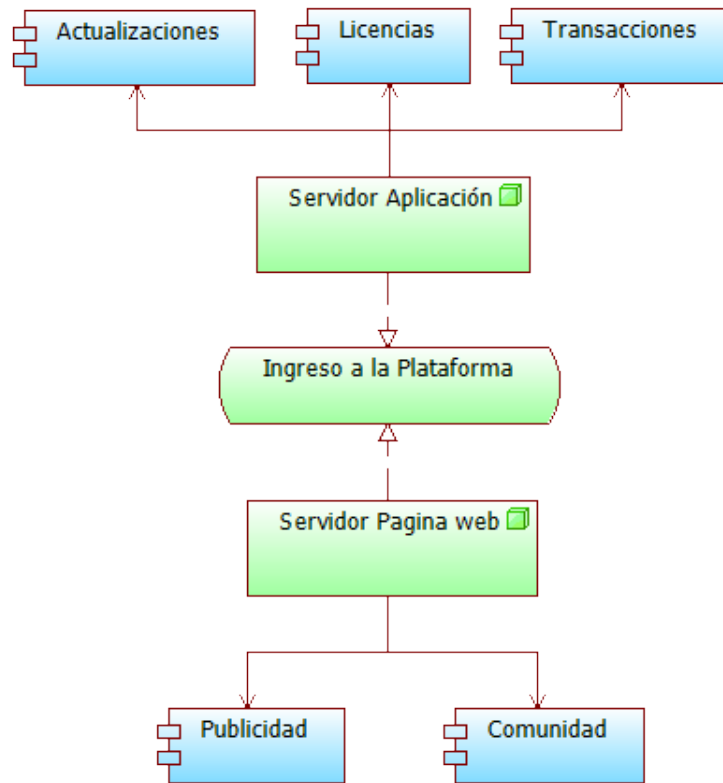 Actualizaciones
Licencias
Transacciones
Servidor Aplicación
Ingreso a la Plataforma
Servidor Pagina web
Publicidad
Comunidad